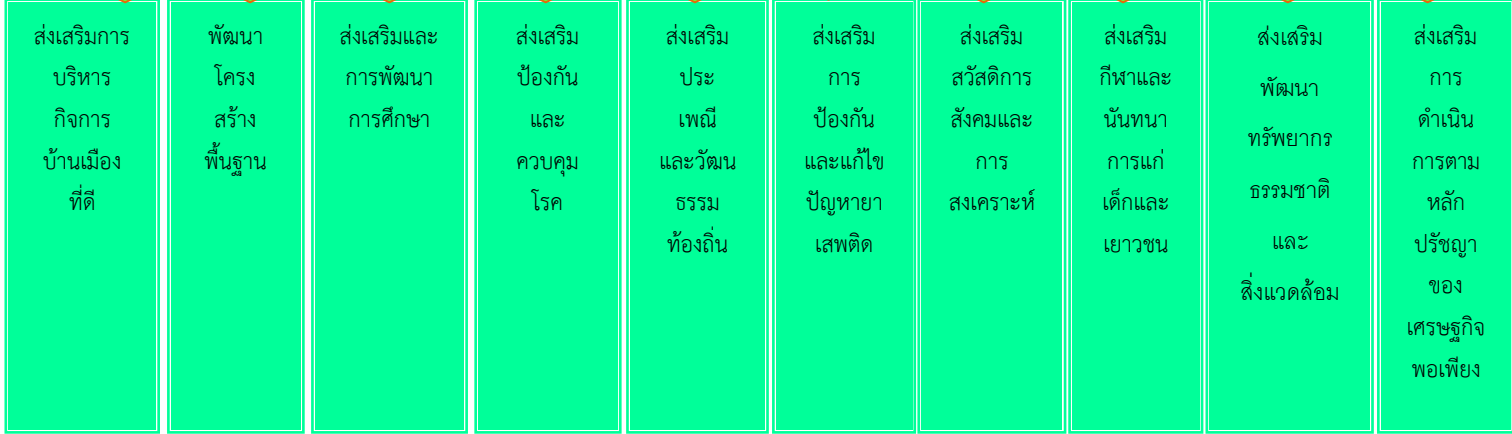 ส่งเสริมการ
บริหาร
กิจการ
บ้านเมือง
ที่ดี
พัฒนา
โครง
สร้าง
พื้นฐาน
ส่งเสริมและ
การพัฒนา
การศึกษา
ส่งเสริม
ป้องกัน
และ
ควบคุม
โรค
ส่งเสริม
ประ
เพณี
และวัฒน
ธรรม
ท้องถิ่น
ส่งเสริม
การ
ป้องกัน
และแก้ไข
ปัญหายา
เสพติด
ส่งเสริม
สวัสดิการ
สังคมและ
การ
สงเคราะห์
ส่งเสริม
กีฬาและ
นันทนา
การแก่
เด็กและ
เยาวชน
ส่งเสริม
พัฒนา
ทรัพยากร
ธรรมชาติ
และ
สิ่งแวดล้อม
ส่งเสริม
การ
ดำเนิน
การตาม
หลัก
ปรัชญา
ของ
เศรษฐกิจ
พอเพียง